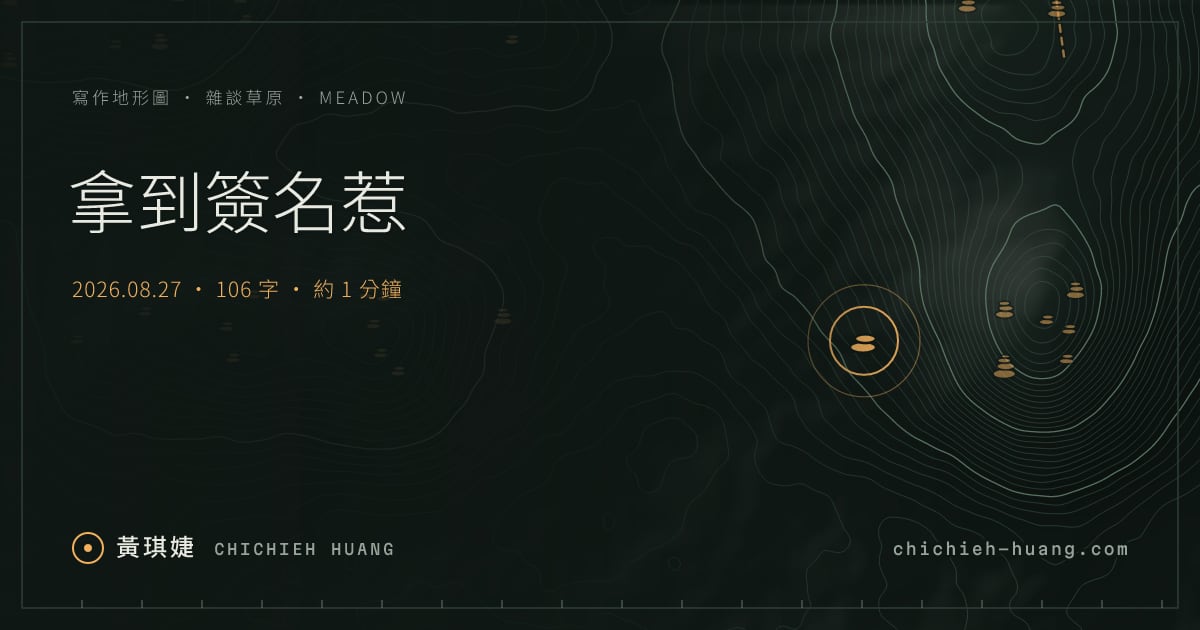 寫作地形圖 · 雜談草原 · MEADOW
拿到簽名惹
2026.08.27 · 106 字 · 約 1 分鐘
黃琪婕 CHICHIEH HUANG
chichieh-huang.com